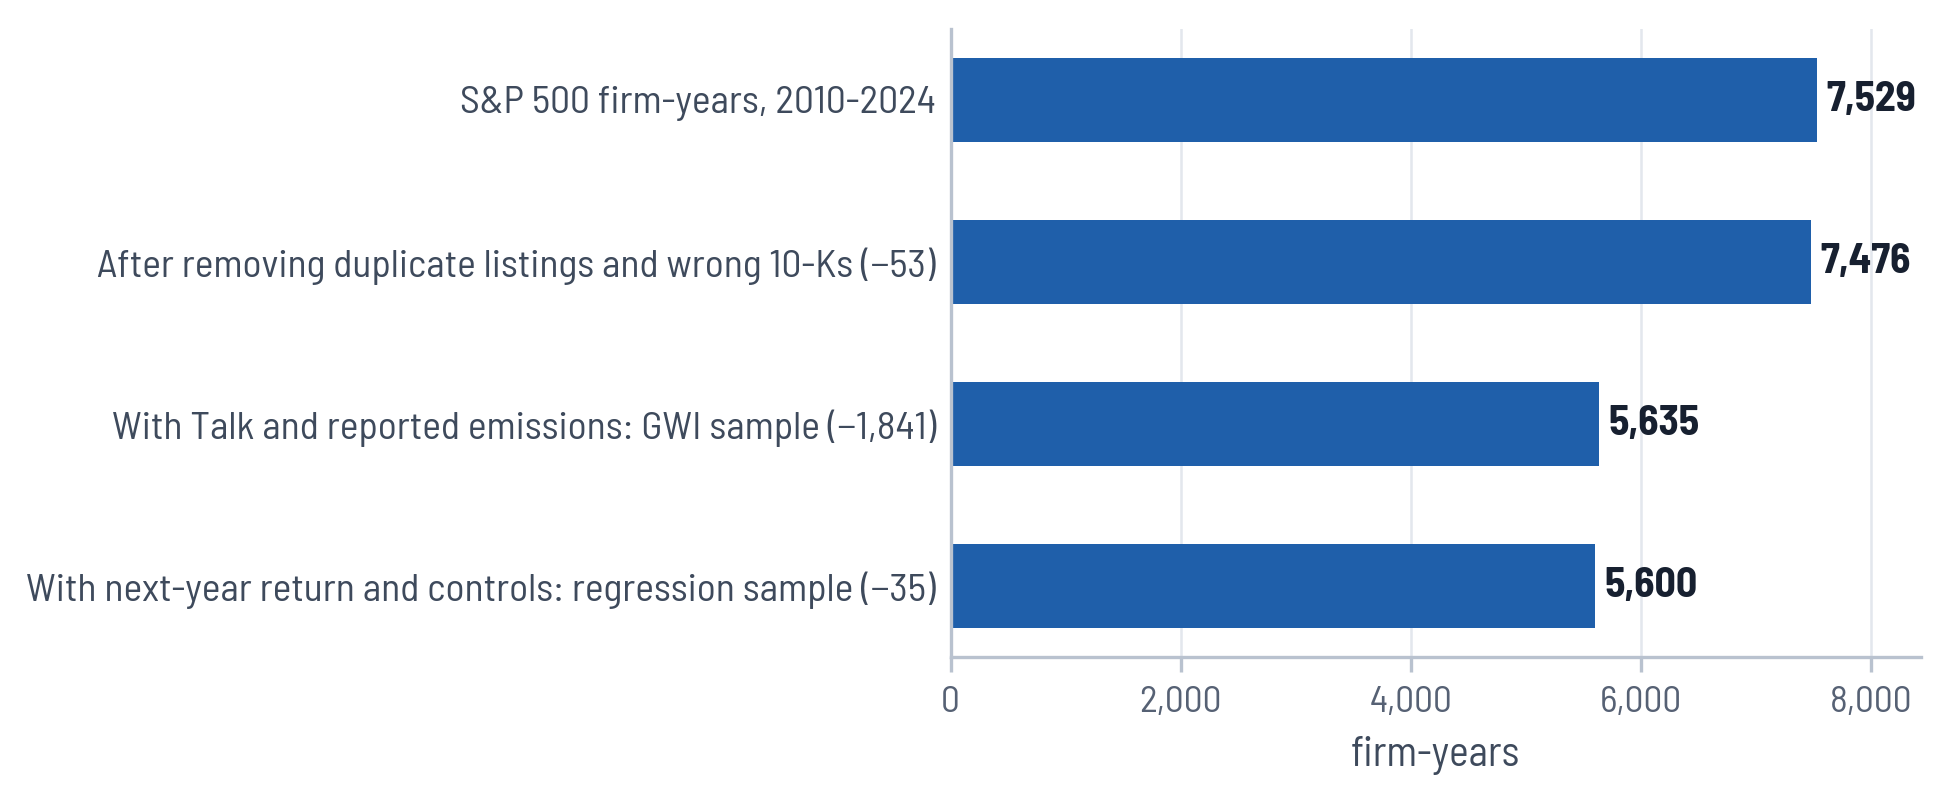 S&P 500 firm-years, 2010-2024
7,529
After removing duplicate listings and wrong 10-Ks (−53)
7,476
With Talk and reported emissions: GWI sample (−1,841)
5,635
With next-year return and controls: regression sample (−35)
5,600
0
2,000
4,000
6,000
8,000
firm-years